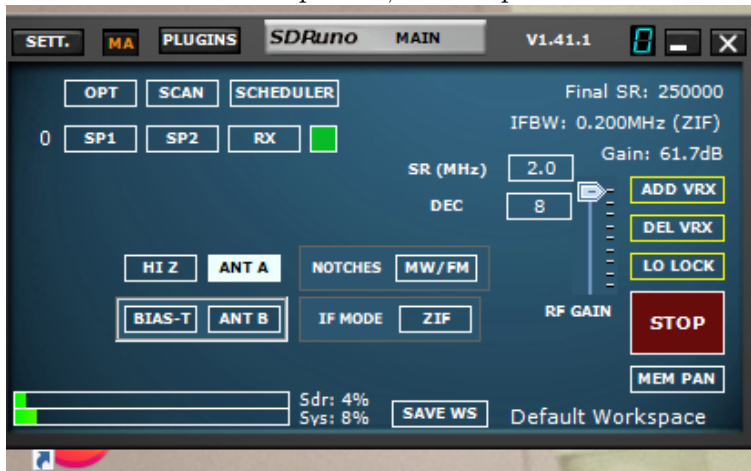 SETT. MA PLUGINS SDRuno MAIN V1.41.1 0
OPT SCAN SCHEDULER Final SR: 250000
IFBW: 0.200MHz (ZIF)
0 SP1 SP2 RX
Gain: 61.7dB
SR (MHz) 2.0
ADD VRX
DEC 8
DEL VRX
HI Z ANT A NOTCHES MW/FM LO LOCK
BIAS-T ANT B IF MODE ZIF RF GAIN STOP
MEM PAN
Sdr: 4%
Sys: 8% SAVE WS Default Workspace